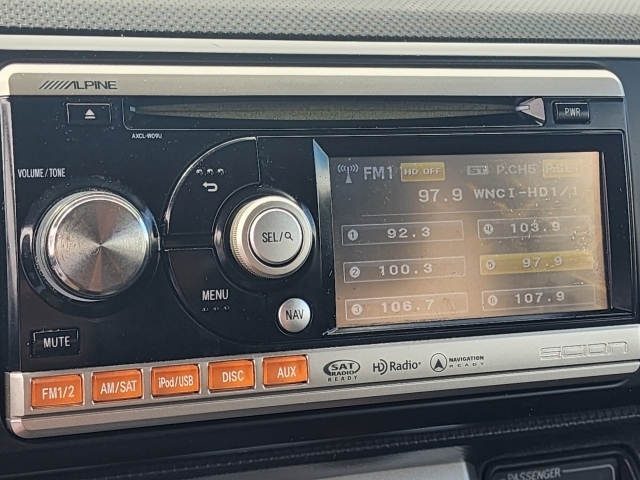 ALPINE
AXCL-W09U
PWR
VOLUME/TONE
FM1 HD OFF ST P.CH5 P.SET
97.9 WNCI-HD1/1
1 92.3 4 103.9
2 100.3 5 97.9
3 106.7 6 107.9
SEL/
MENU
NAV
MUTE
FM1/2 AM/SAT iPod/USB DISC AUX
SAT RADIO READY
HD Radio
NAVIGATION READY
SCION
PASSENGER